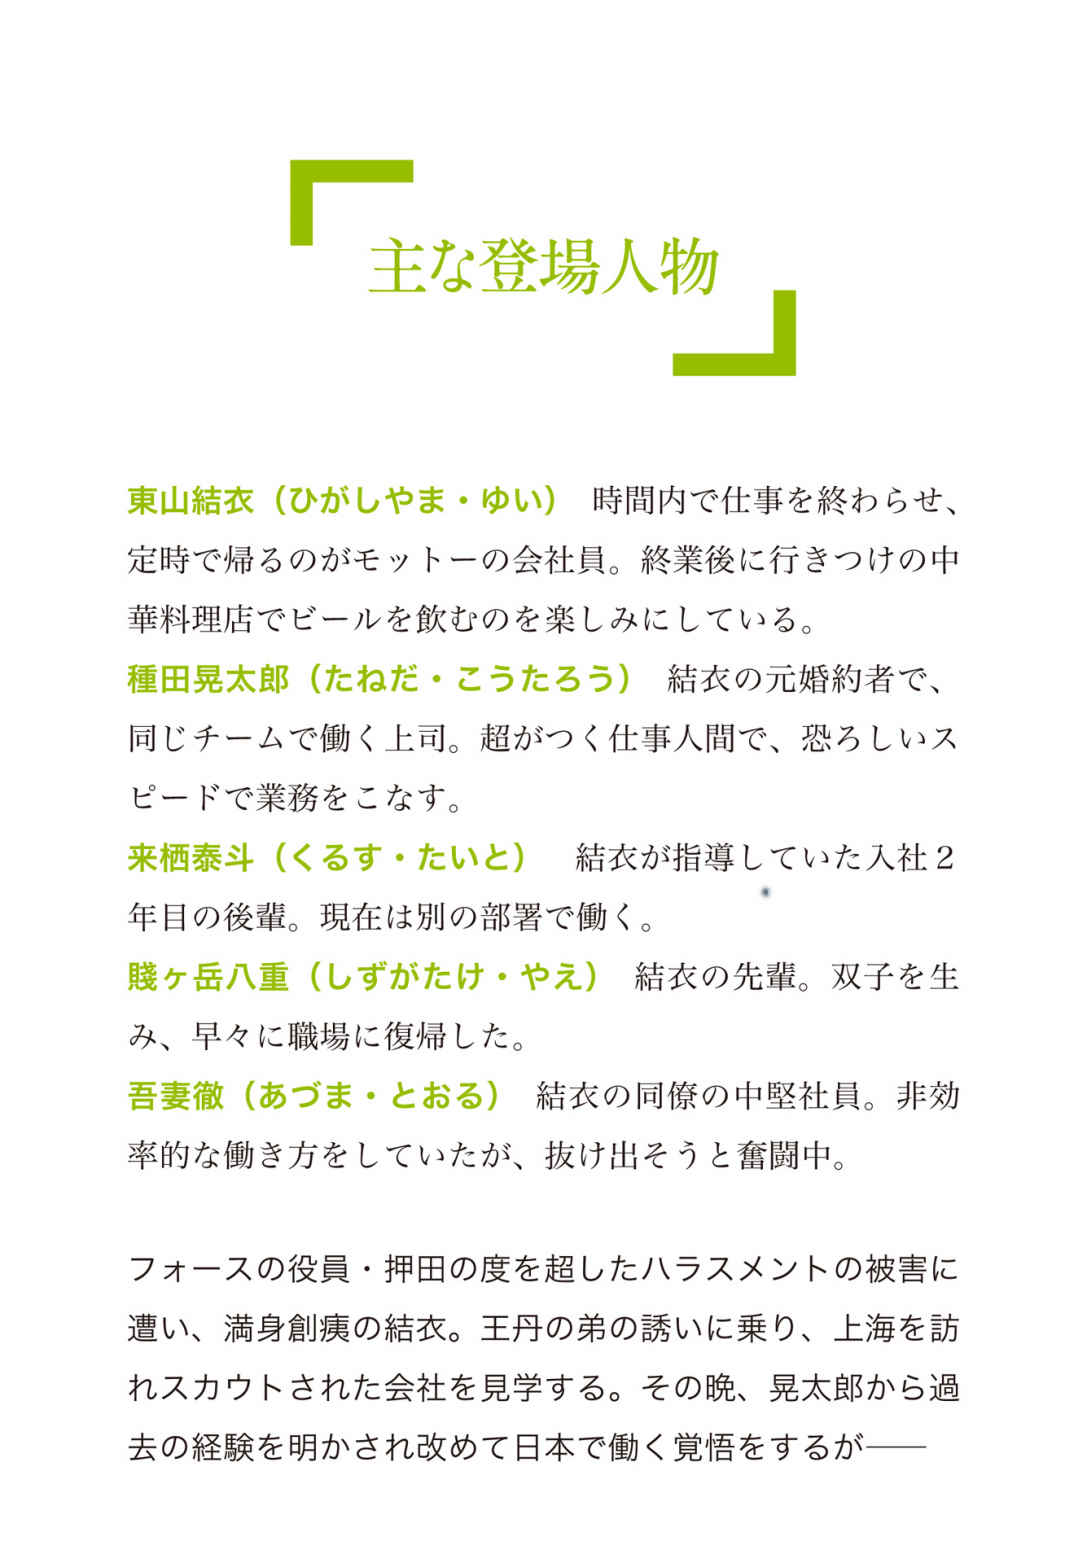 主な登場人物
東山結衣（ひがしやま・ゆい）　時間内で仕事を終わらせ、
定時で帰るのがモットーの会社員。終業後に行きつけの中
華料理店でビールを飲むのを楽しみにしている。
種田晃太郎（たねだ・こうたろう）　結衣の元婚約者で、
同じチームで働く上司。超がつく仕事人間で、恐ろしいス
ピードで業務をこなす。
来栖泰斗（くるす・たいと）　結衣が指導していた入社２
年目の後輩。現在は別の部署で働く。
賤ヶ岳八重（しずがたけ・やえ）　結衣の先輩。双子を生
み、早々に職場に復帰した。
吾妻徹（あづま・とおる）　結衣の同僚の中堅社員。非効
率的な働き方をしていたが、抜け出そうと奮闘中。
フォースの役員・押田の度を超したハラスメントの被害に
遭い、満身創痍の結衣。王丹の弟の誘いに乗り、上海を訪
れスカウトされた会社を見学する。その晩、晃太郎から過
去の経験を明かされ改めて日本で働く覚悟をするが――